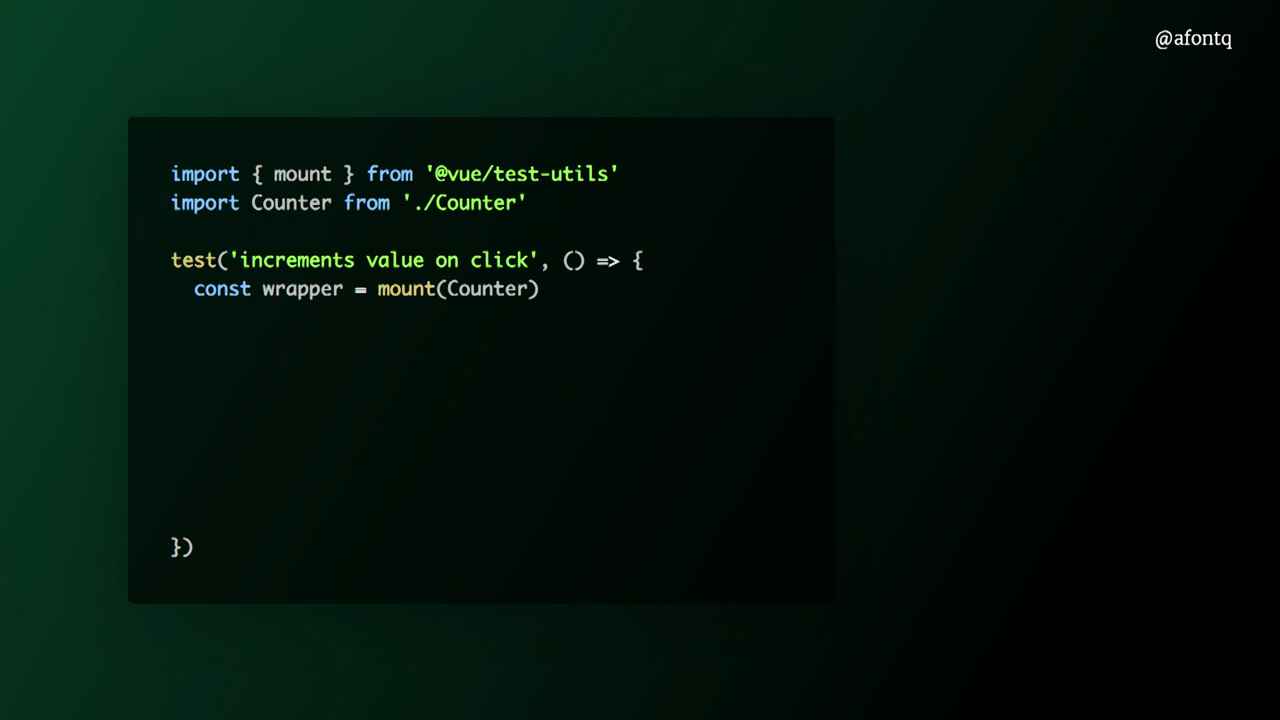 @afontq
import { mount } from '@vue/test-utils'
import Counter from './Counter'
test('increments value on click', () => {
  const wrapper = mount(Counter)
})